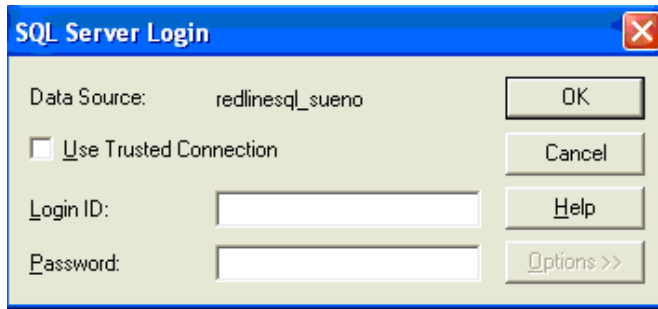 SQL Server Login
Data Source: redlinesql_sueno
OK
Use Trusted Connection
Cancel
Login ID:
Help
Password:
Options >>